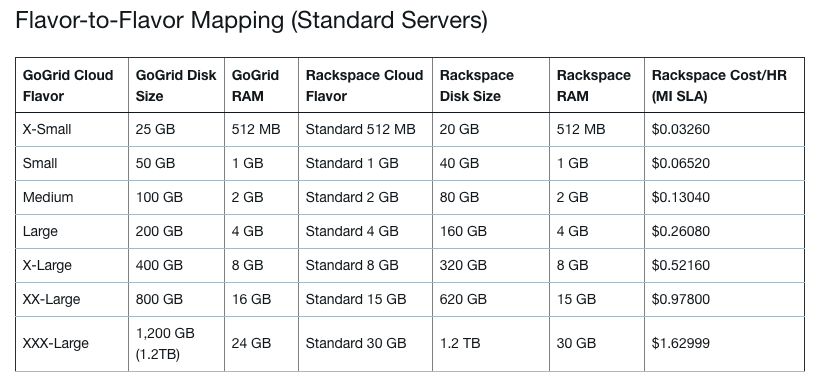 Flavor-to-Flavor Mapping (Standard Servers)
GoGrid Cloud Flavor GoGrid Disk Size GoGrid RAM Rackspace Cloud Flavor Rackspace Disk Size Rackspace RAM Rackspace Cost/HR (MI SLA)
X-Small 25 GB 512 MB Standard 512 MB 20 GB 512 MB $0.03260
Small 50 GB 1 GB Standard 1 GB 40 GB 1 GB $0.06520
Medium 100 GB 2 GB Standard 2 GB 80 GB 2 GB $0.13040
Large 200 GB 4 GB Standard 4 GB 160 GB 4 GB $0.26080
X-Large 400 GB 8 GB Standard 8 GB 320 GB 8 GB $0.52160
XX-Large 800 GB 16 GB Standard 15 GB 620 GB 15 GB $0.97800
XXX-Large 1,200 GB (1.2TB) 24 GB Standard 30 GB 1.2 TB 30 GB $1.62999